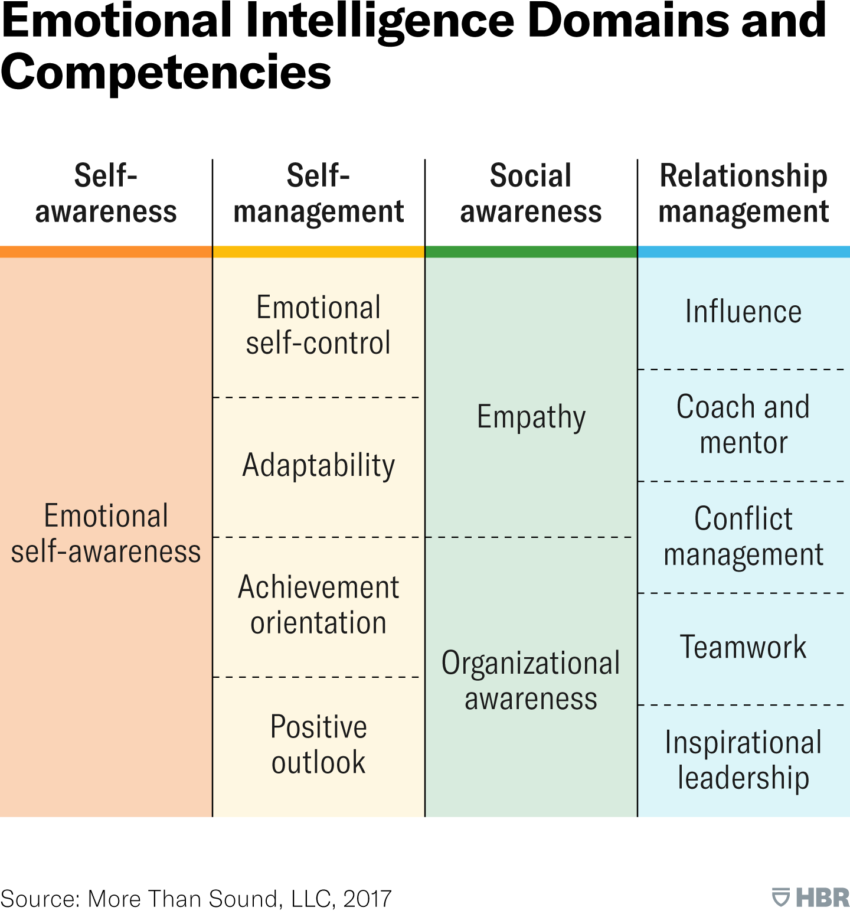 Emotional Intelligence Domains and
Competencies
Self-
awareness
Self-
management
Social
awareness
Relationship
management
Emotional
self-awareness
Emotional
self-control
Adaptability
Achievement
orientation
Positive
outlook
Empathy
Organizational
awareness
Influence
Coach and
mentor
Conflict
management
Teamwork
Inspirational
leadership
Source: More Than Sound, LLC, 2017
HBR